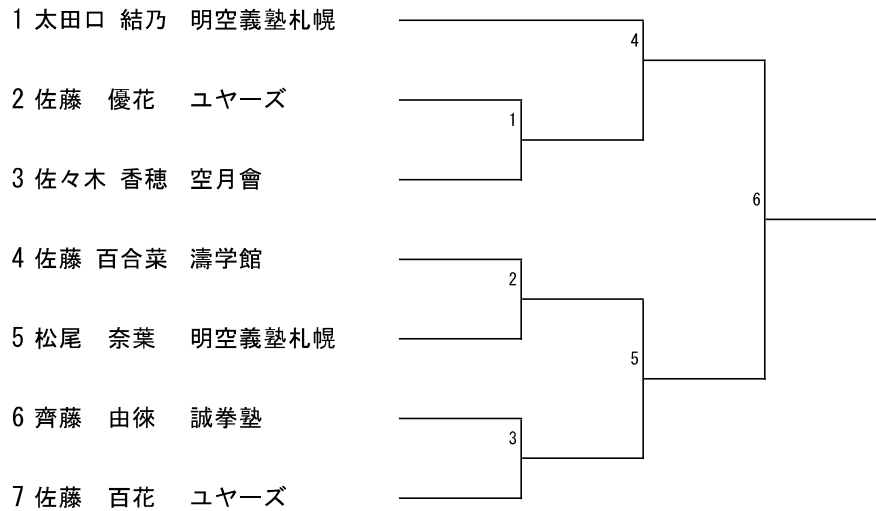 1 太田口 結乃 明空義塾札幌
4
2 佐藤 優花 ユヤーズ
1
3 佐々木 香穂 空月會
6
4 佐藤 百合菜 濤学館
2
5 松尾 奈葉 明空義塾札幌
5
6 齊藤 由徠 誠拳塾
3
7 佐藤 百花 ユヤーズ